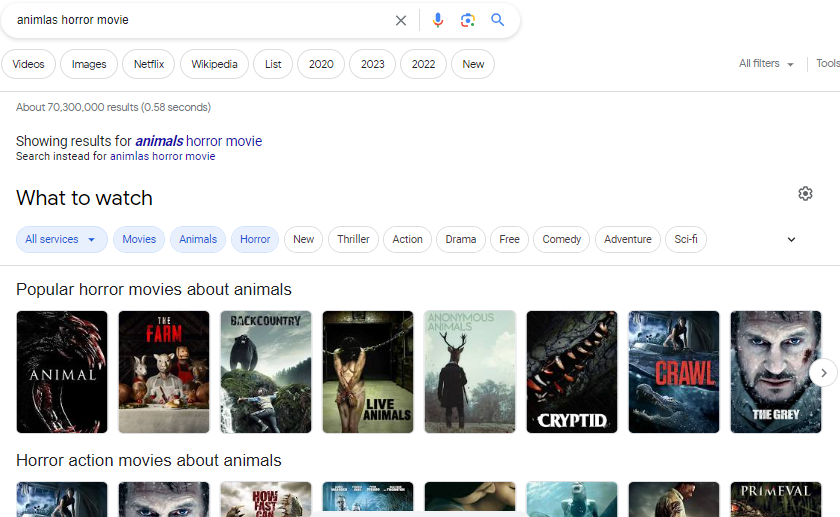 animlas horror movie
Videos Images Netflix Wikipedia List 2020 2023 2022 New All filters Tools
About 70,300,000 results (0.58 seconds)
Showing results for animals horror movie
Search instead for animlas horror movie
What to watch
All services Movies Animals Horror New Thriller Action Drama Free Comedy Adventure Sci-fi
Popular horror movies about animals
ANIMAL
THE
FARM
BACKCOUNTRY
LIVE
ANIMALS
ANONYMOUS
ANIMALS
CRYPTID
CRAWL
THE GREY
Horror action movies about animals
HOW
FAST
CAN
PRIMEVAL